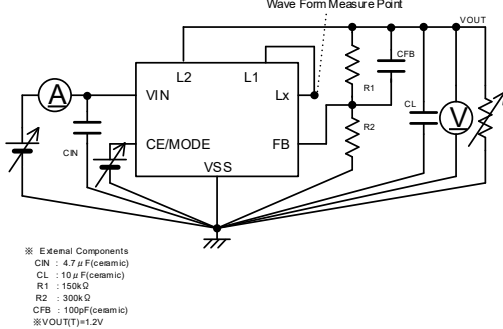 Wave Form Measure Point
VOUT
L2
L1
CFB
R1
A
VIN
Lx
CL
V
CIN
CE/MODE
FB
R2
VSS
※ External Components
CIN : 4.7μF(ceramic)
CL : 10μF(ceramic)
R1 : 150kΩ
R2 : 300kΩ
CFB : 100pF(ceramic)
※VOUT(T)=1.2V